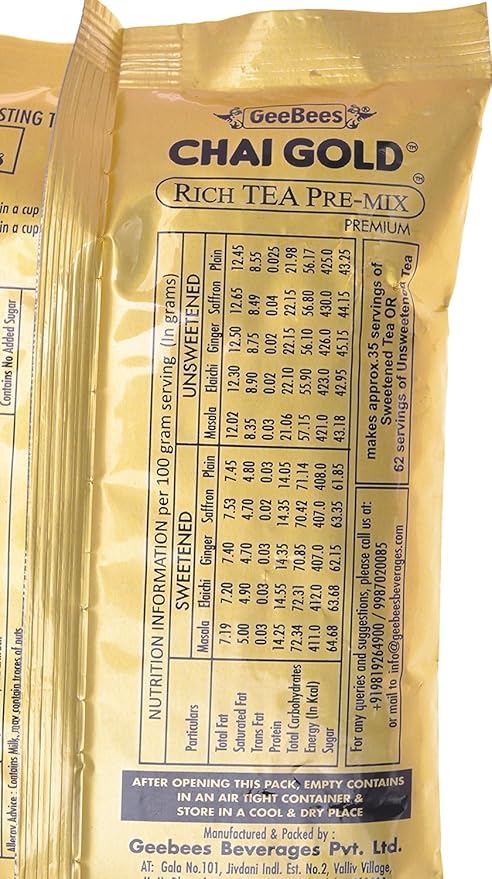 STING T
in a cup
in a cup
Contains No Added Sugar
Allergy Advice : Contains Milk, may contain traces of nuts
GeeBees ®
CHAI GOLD™
RICH TEA PRE-MIX™
PREMIUM
NUTRITION INFORMATION per 100 gram serving (In grams)
SWEETENED UNSWEETENED
Particulars Masala Elaichi Ginger Saffron Plain Masala Elaichi Ginger Saffron Plain
Total Fat 7.19 7.20 7.40 7.53 7.45 12.02 12.30 12.50 12.65 12.45
Saturated Fat 5.00 4.90 4.70 4.70 4.80 8.35 8.90 8.75 8.49 8.55
Trans Fat 0.03 0.03 0.03 0.02 0.03 0.03 0.02 0.02 0.04 0.025
Protein 14.25 14.55 14.35 14.35 14.05 21.06 22.10 22.15 22.15 21.98
Total Carbohydrates 72.34 72.31 70.85 70.42 71.14 57.15 55.90 56.10 56.80 56.17
Energy (In Kcal) 411.0 412.0 407.0 407.0 408.0 421.0 423.0 426.0 430.0 425.0
Sugar 64.68 63.68 62.15 63.35 61.85 43.18 42.95 45.15 44.15 43.25
makes approx.35 servings of
Sweetened Tea OR
62 servings of Unsweetened Tea
For any queries and suggestions, please call us at:
+919819264900 / 9987020085
or mail to info@geebeesbeverages.com
AFTER OPENING THIS PACK, EMPTY CONTAINS
IN AN AIR TIGHT CONTAINER &
STORE IN A COOL & DRY PLACE
Manufactured & Packed by :
Geebees Beverages Pvt. Ltd.
AT: Gala No.101, Jivdani Indl. Est. No.2, Valliv Village,